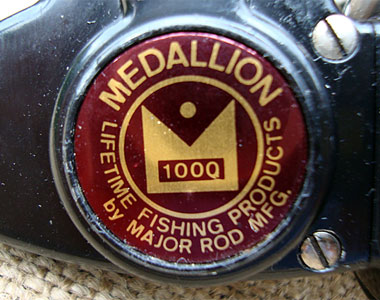 MEDALLION
1000
LIFETIME FISHING PRODUCTS
by MAJOR ROD MFG.